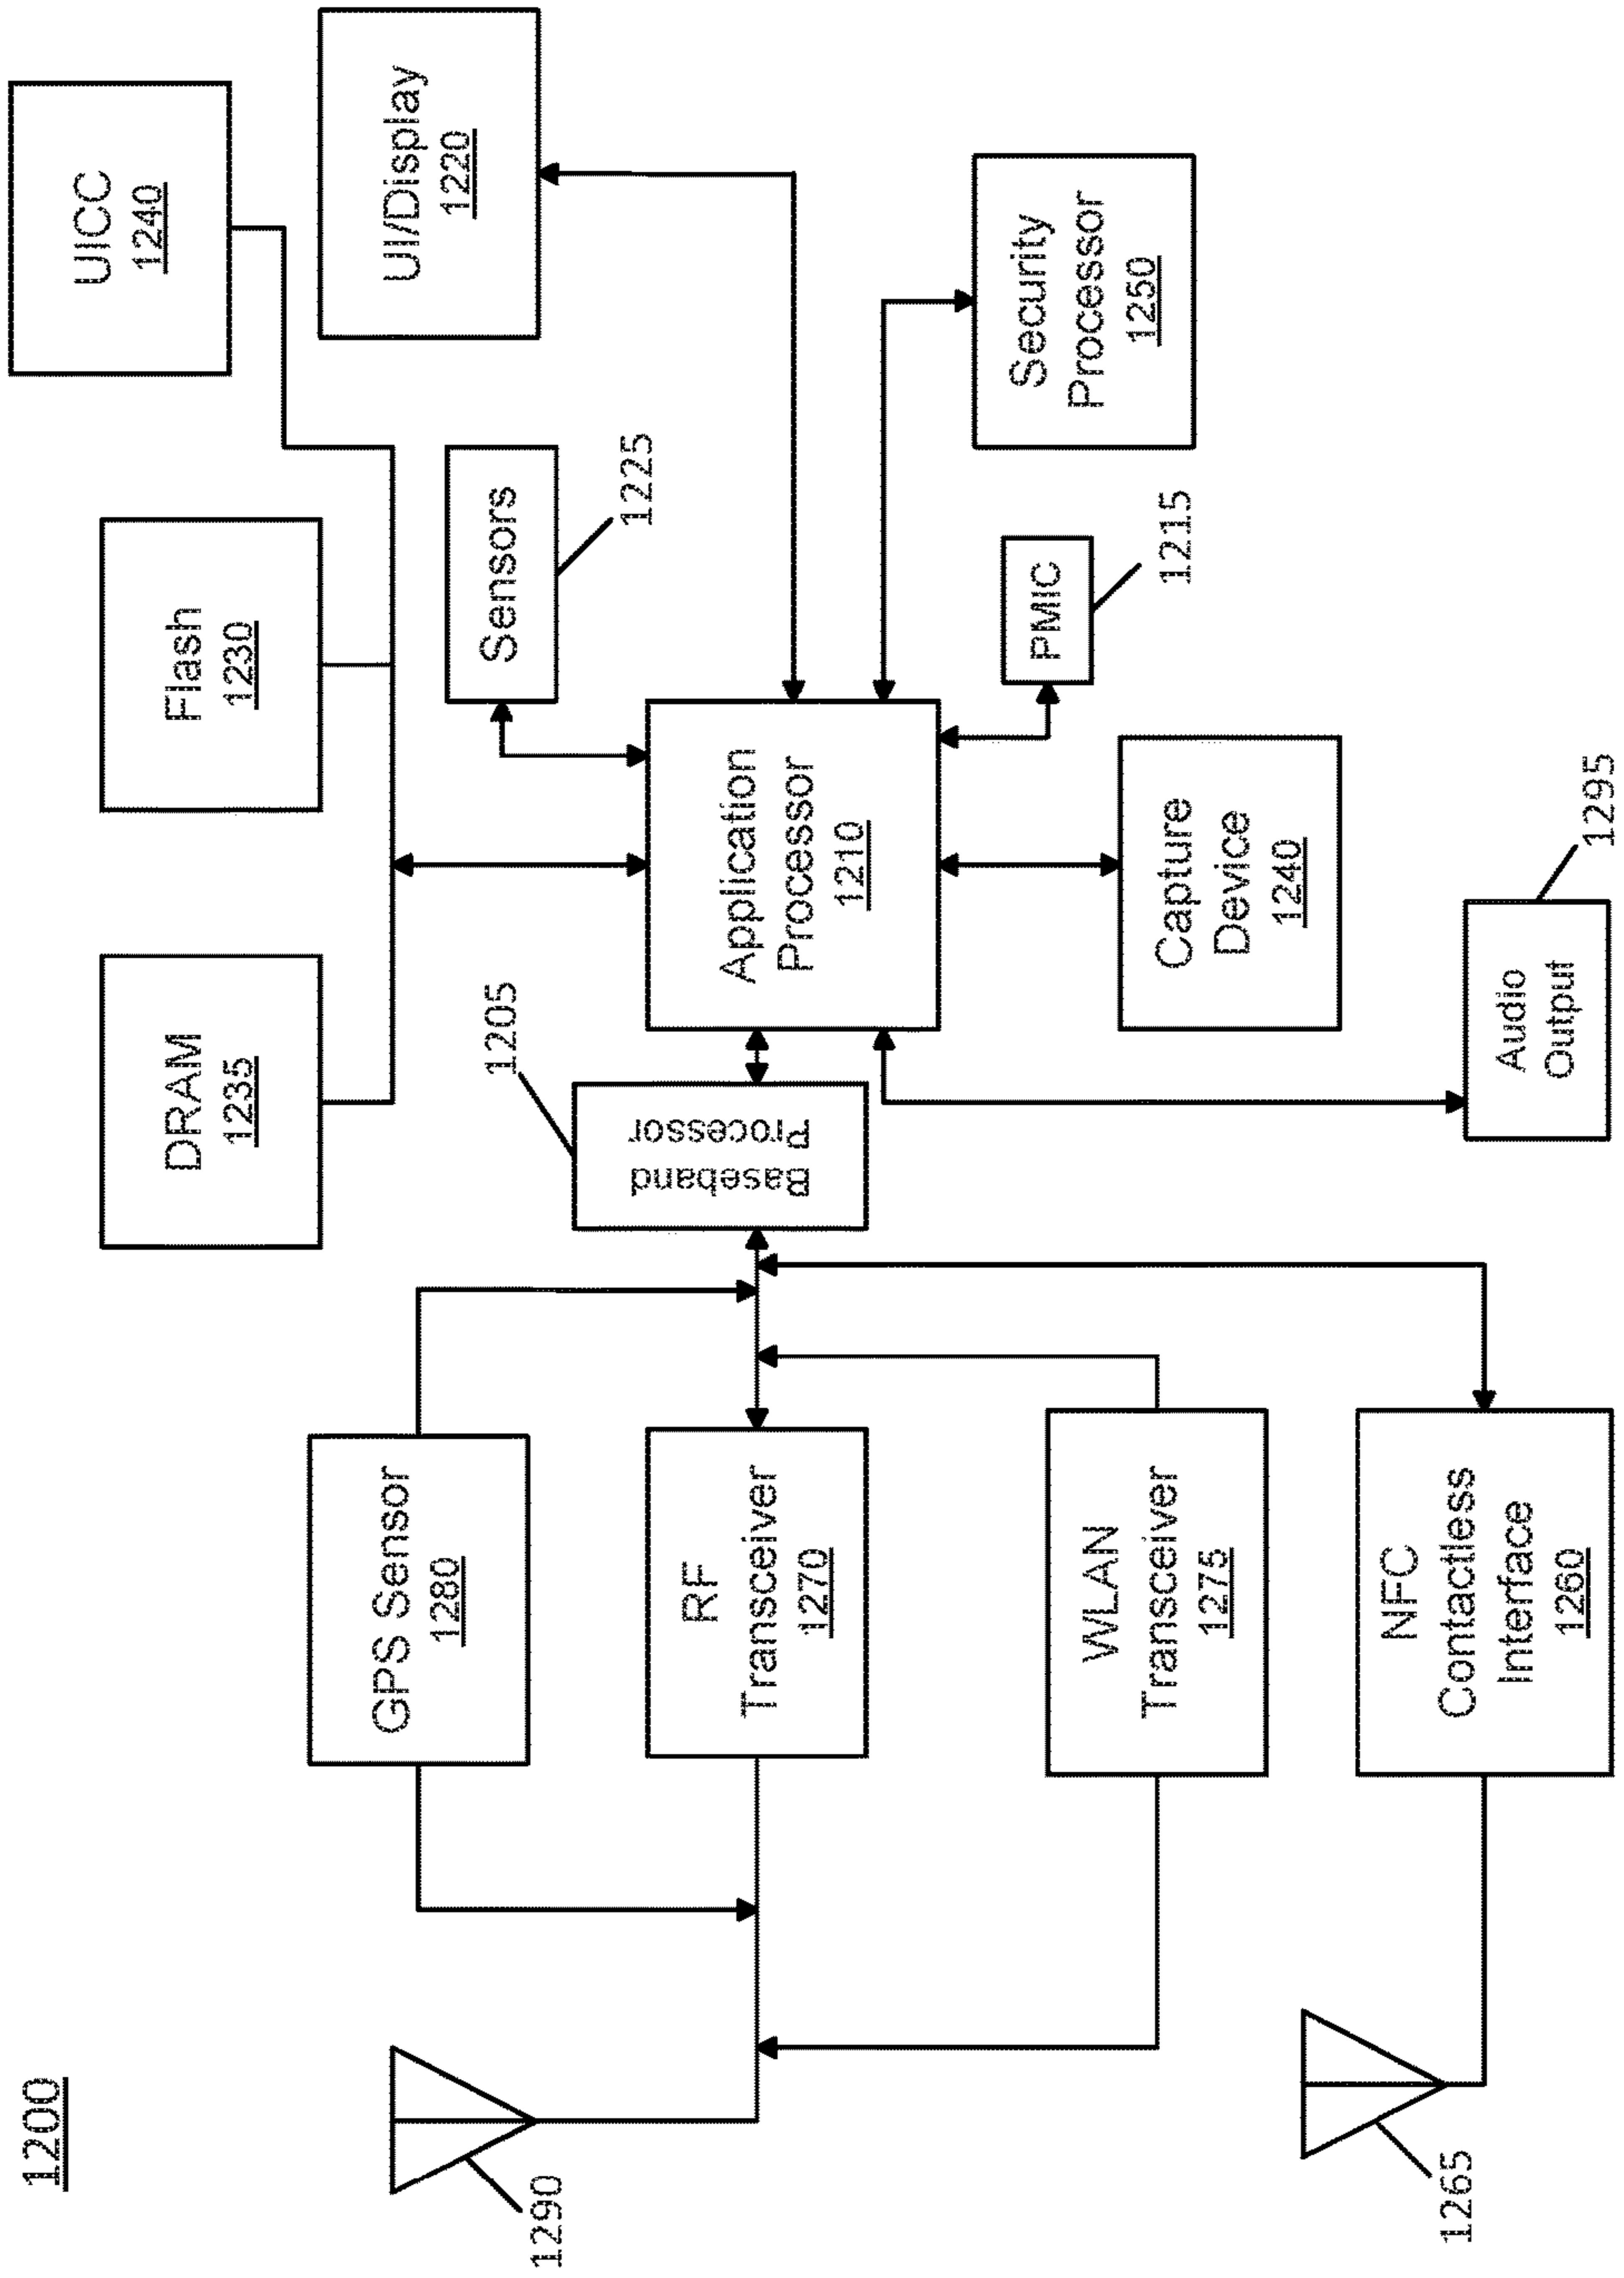 1200
UICC
1240
DRAM
1235
Flash
1230
UI/Display
1220
GPS Sensor
1280
Sensors
1225
1205
1290
RF
Transceiver
1270
Baseband
Processor
Application
Processor
1210
Security
Processor
1250
PMIC
1215
WLAN
Transceiver
1275
Capture
Device
1240
NFC
Contactless
Interface
1260
1265
Audio
Output
1295